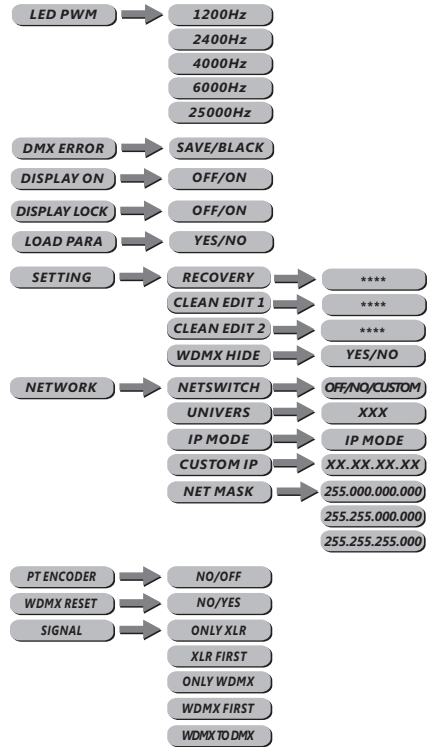 LED PWM 1200Hz
2400Hz
4000Hz
6000Hz
25000Hz
DMX ERROR SAVE/BLACK
DISPLAY ON OFF/ON
DISPLAY LOCK OFF/ON
LOAD PARA YES/NO
SETTING RECOVERY ****
CLEAN EDIT 1 ****
CLEAN EDIT 2 ****
WDMX HIDE YES/NO
NETWORK NETSWITCH OFF/NO/CUSTOM
UNIVERS XXX
IP MODE IP MODE
CUSTOM IP XX.XX.XX.XX
NET MASK 255.000.000.000
255.255.000.000
255.255.255.000
PT ENCODER NO/OFF
WDMX RESET NO/YES
SIGNAL ONLY XLR
XLR FIRST
ONLY WDMX
WDMX FIRST
WDMX TO DMX